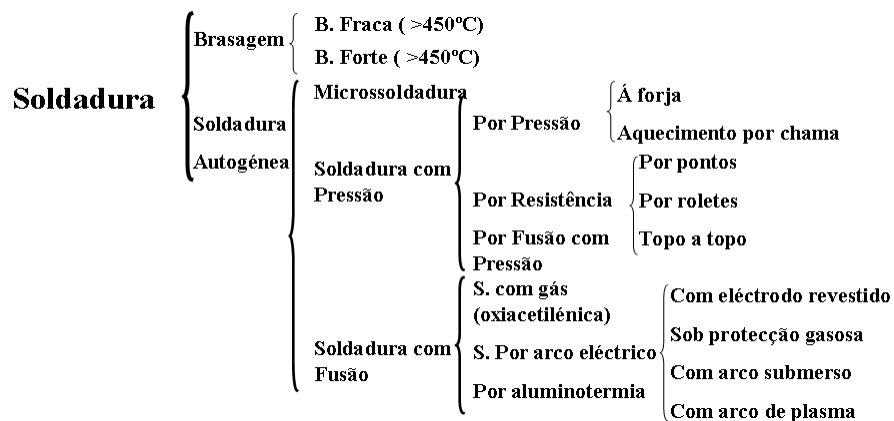 Soldadura
Brasagem
B. Fraca ( >450ºC)
B. Forte ( >450ºC)
Soldadura
Autogénea
Microssoldadura
Soldadura com
Pressão
Por Pressão
Á forja
Aquecimento por chama
Por Resistência
Por pontos
Por roletes
Topo a topo
Por Fusão com
Pressão
Soldadura com
Fusão
S. com gás
(oxiacetilénica)
S. Por arco eléctrico
Com eléctrodo revestido
Sob protecção gasosa
Com arco submerso
Com arco de plasma
Por aluminotermia